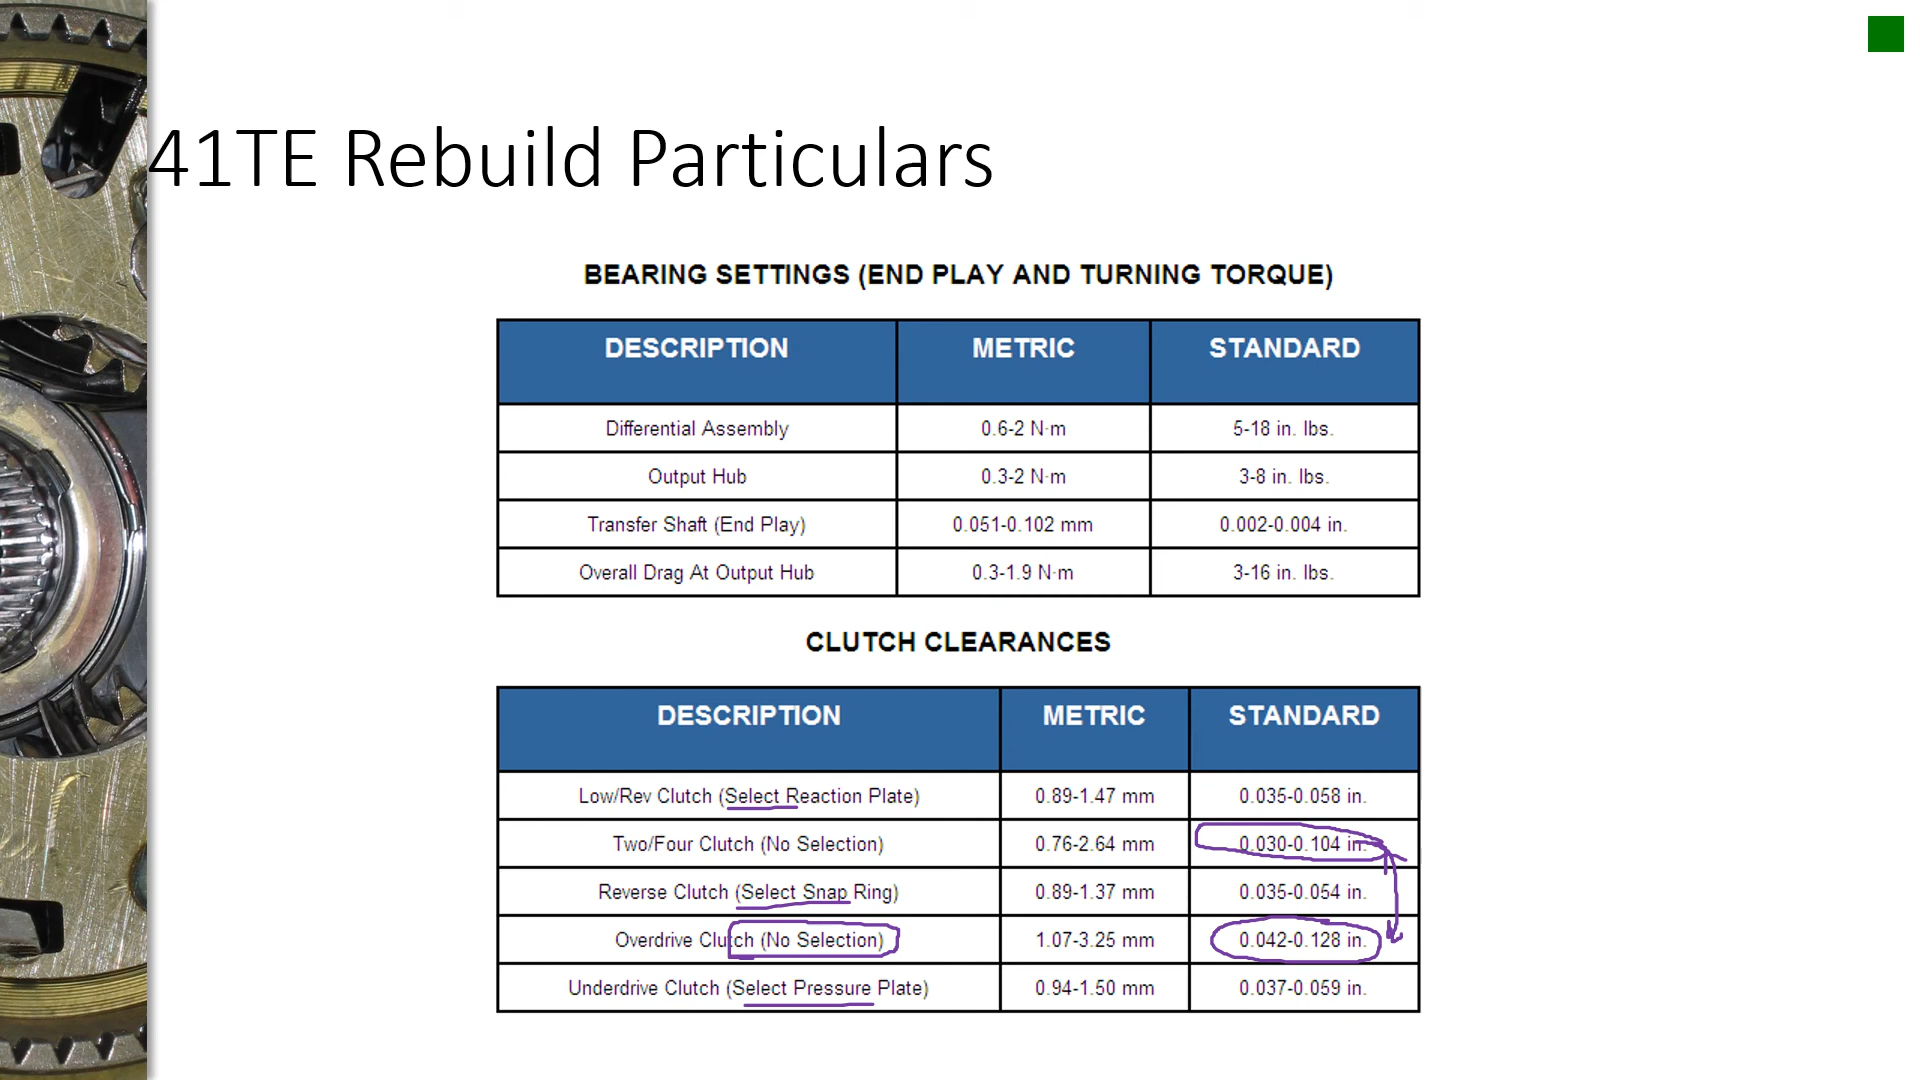 41TE Rebuild Particulars
BEARING SETTINGS (END PLAY AND TURNING TORQUE)
DESCRIPTION METRIC STANDARD
Differential Assembly 0.6-2 N·m 5-18 in. lbs.
Output Hub 0.3-2 N·m 3-8 in. lbs.
Transfer Shaft (End Play) 0.051-0.102 mm 0.002-0.004 in.
Overall Drag At Output Hub 0.3-1.9 N·m 3-16 in. lbs.
CLUTCH CLEARANCES
DESCRIPTION METRIC STANDARD
Low/Rev Clutch (Select Reaction Plate) 0.89-1.47 mm 0.035-0.058 in.
Two/Four Clutch (No Selection) 0.76-2.64 mm 0.030-0.104 in.
Reverse Clutch (Select Snap Ring) 0.89-1.37 mm 0.035-0.054 in.
Overdrive Clutch (No Selection) 1.07-3.25 mm 0.042-0.128 in.
Underdrive Clutch (Select Pressure Plate) 0.94-1.50 mm 0.037-0.059 in.